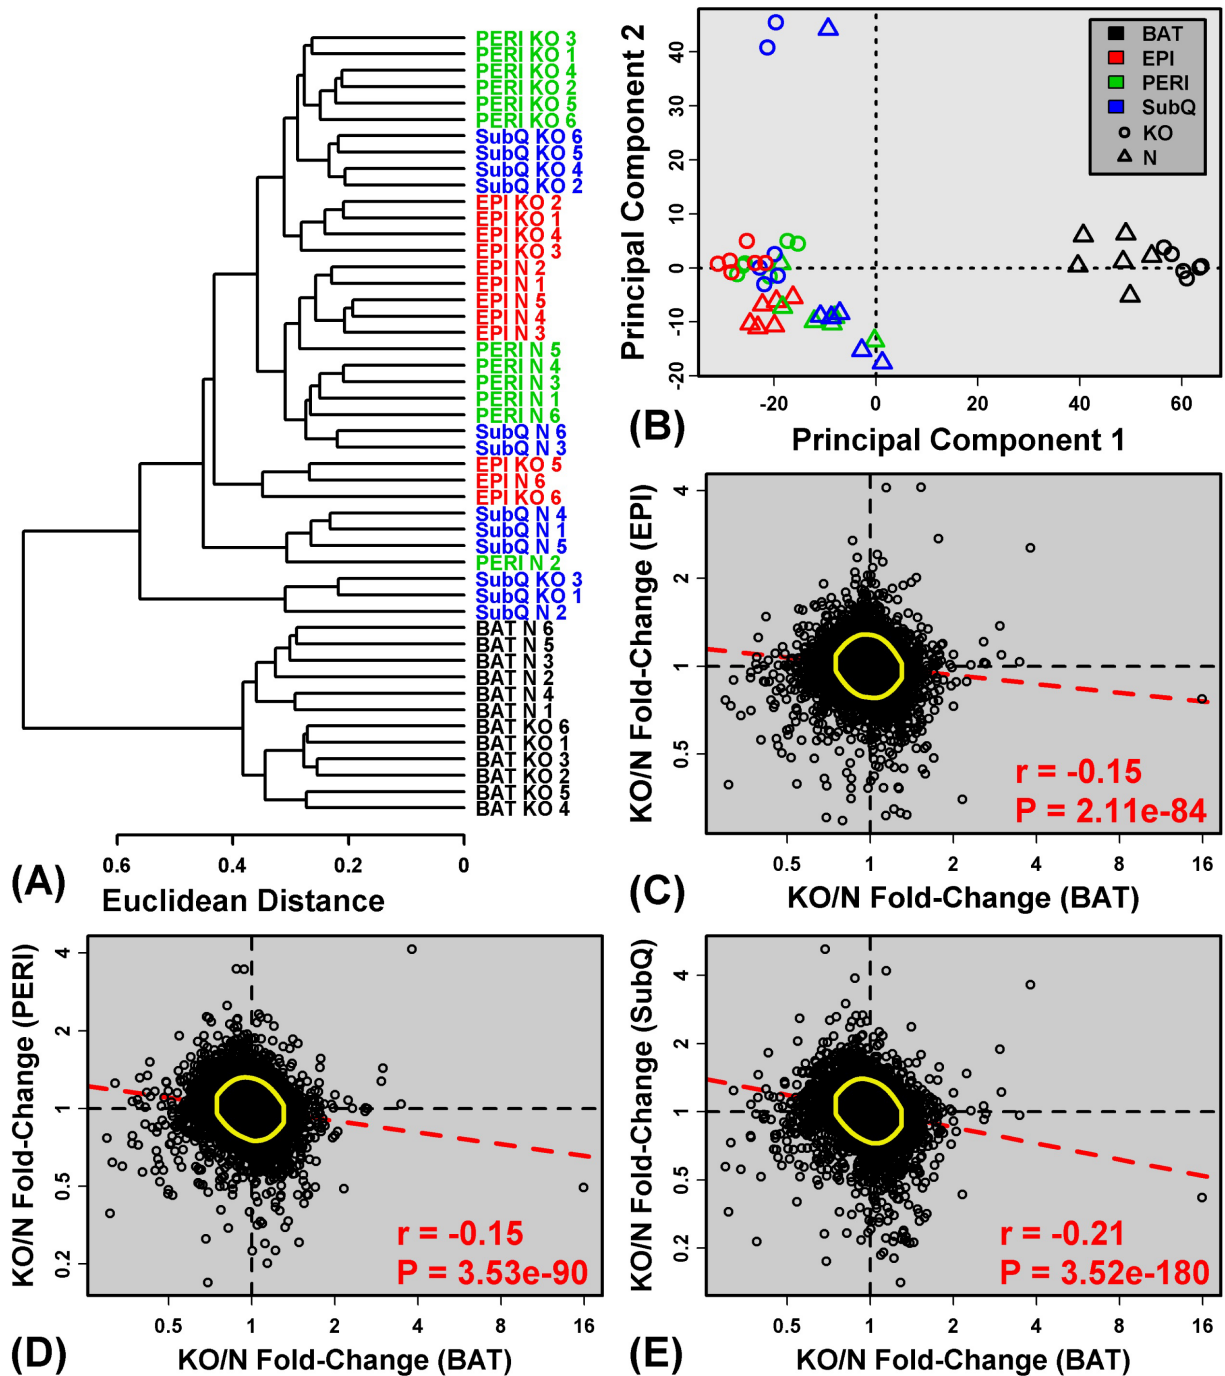 PERI KO 3
PERI KO 1
PERI KO 4
PERI KO 2
PERI KO 5
PERI KO 6
SubQ KO 6
SubQ KO 5
SubQ KO 4
SubQ KO 2
EPI KO 2
EPI KO 1
EPI KO 4
EPI KO 3
EPI N 2
EPI N 1
EPI N 5
EPI N 4
EPI N 3
PERI N 5
PERI N 4
PERI N 3
PERI N 1
PERI N 6
SubQ N 6
SubQ N 3
EPI KO 5
EPI N 6
EPI KO 6
SubQ N 4
SubQ N 1
SubQ N 5
PERI N 2
SubQ KO 3
SubQ KO 1
SubQ N 2
BAT N 6
BAT N 5
BAT N 3
BAT N 2
BAT N 4
BAT N 1
BAT KO 6
BAT KO 1
BAT KO 3
BAT KO 2
BAT KO 5
BAT KO 4
0.6 0.4 0.2 0
(A)
Euclidean Distance
Principal Component 2
40
30
20
10
0
-10
-20
BAT
EPI
PERI
SubQ
KO
N
-20 0 20 40 60
(B)
Principal Component 1
KO/N Fold-Change (EPI)
4
2
1
0.5
r = -0.15
P = 2.11e-84
0.5 1 2 4 8 16
(C)
KO/N Fold-Change (BAT)
KO/N Fold-Change (PERI)
4
2
1
0.5
0.2
r = -0.15
P = 3.53e-90
0.5 1 2 4 8 16
(D)
KO/N Fold-Change (BAT)
KO/N Fold-Change (SubQ)
4
2
1
0.5
0.2
r = -0.21
P = 3.52e-180
0.5 1 2 4 8 16
(E)
KO/N Fold-Change (BAT)